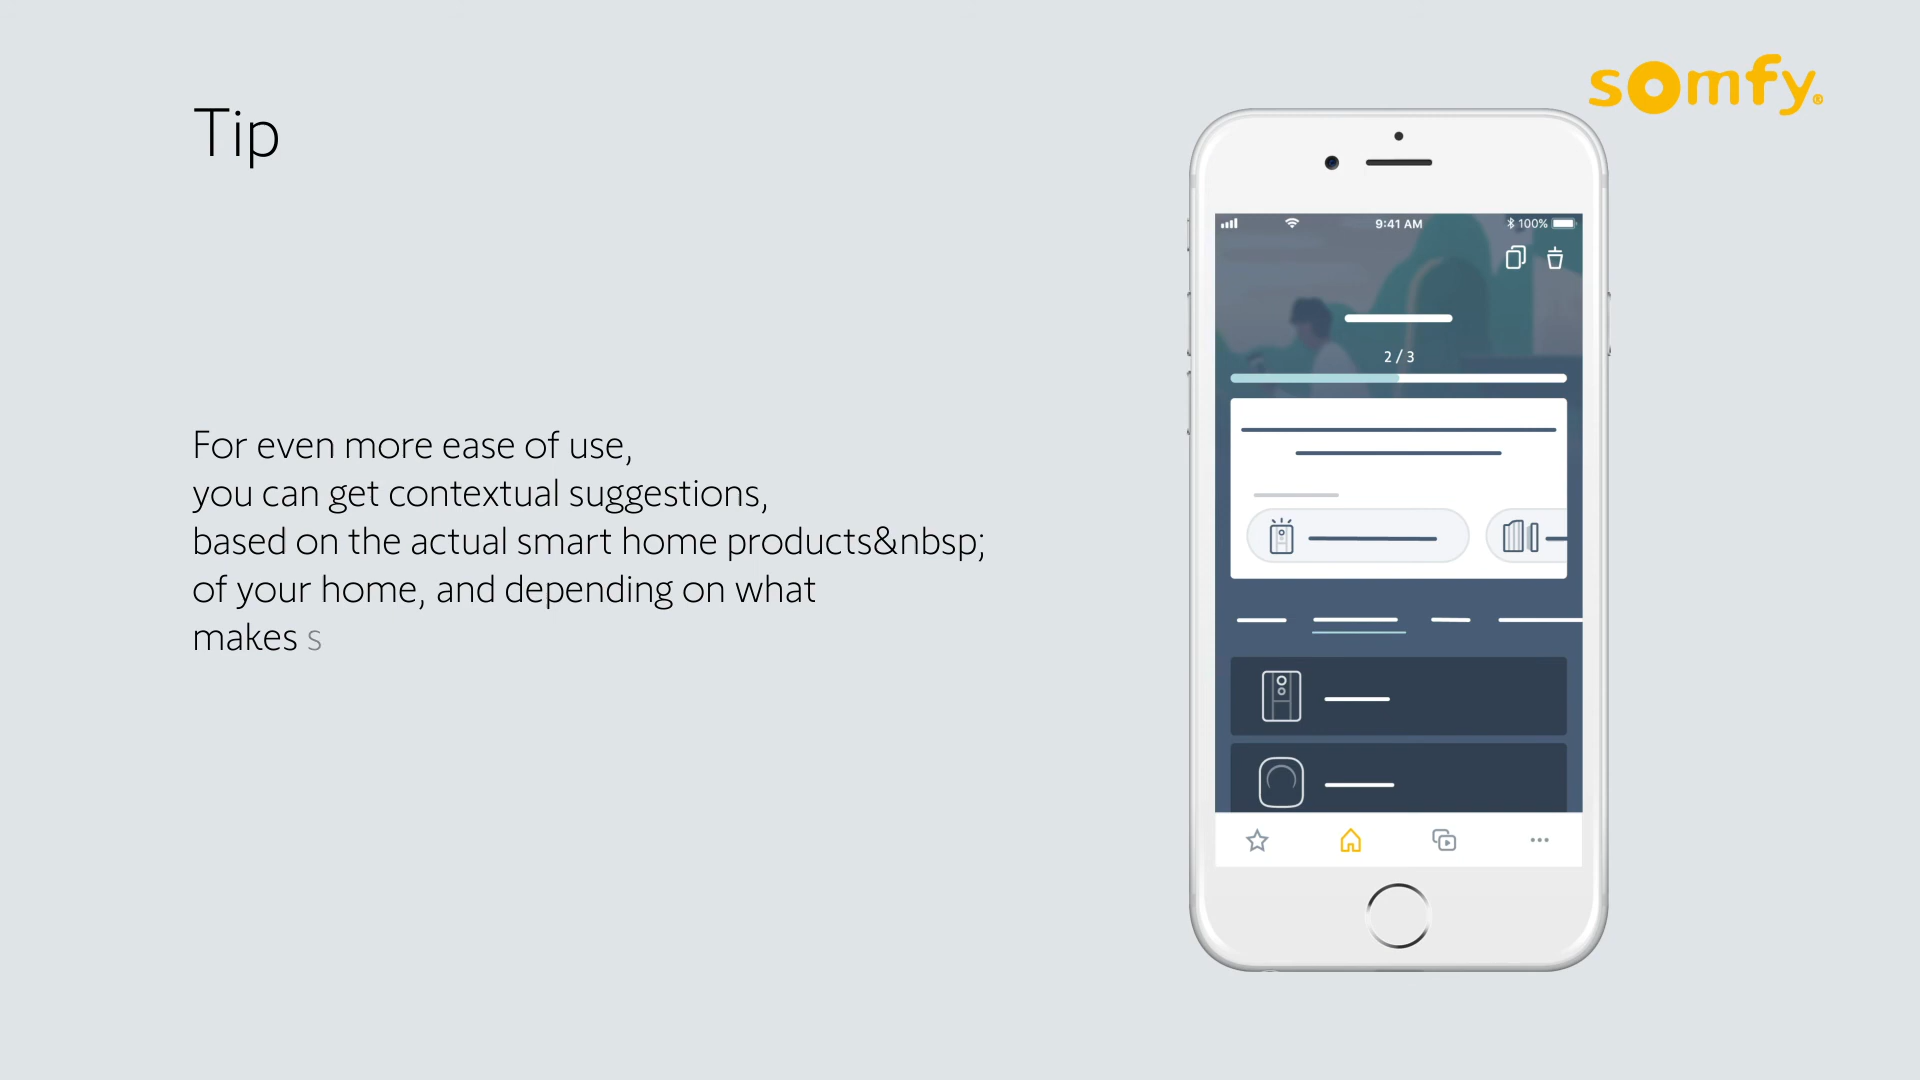 somfy®
Tip
9:41 AM
100%
2 / 3
For even more ease of use,
you can get contextual suggestions,
based on the actual smart home products&nbsp;
of your home, and depending on what
makes s